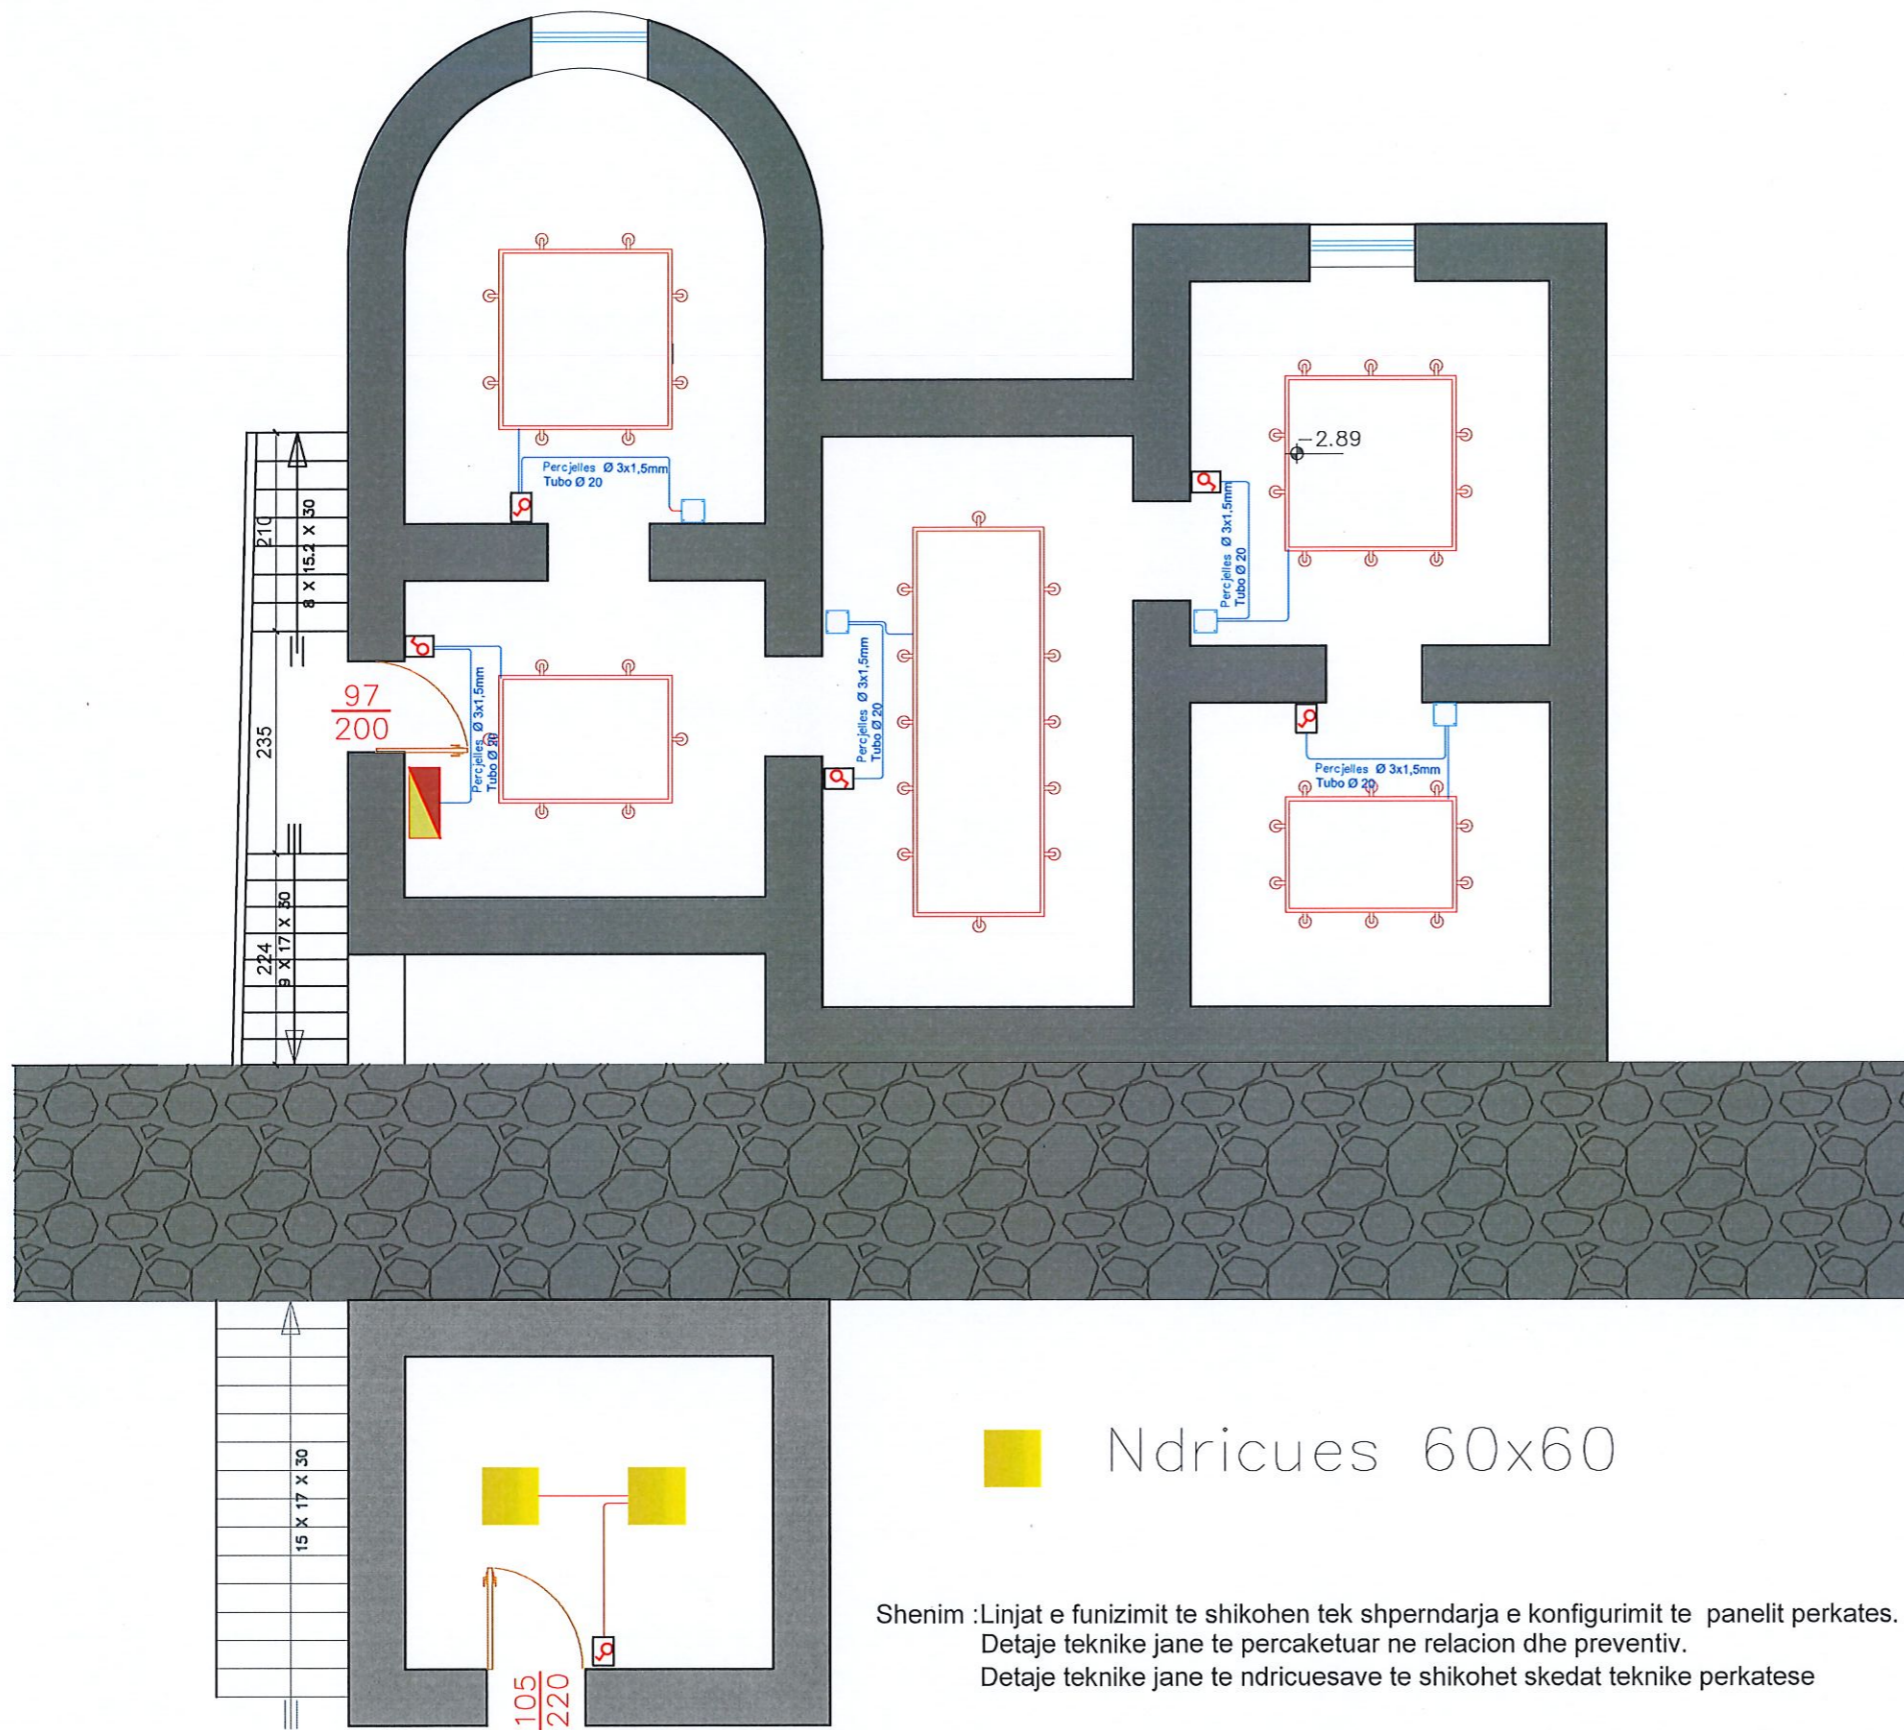 Percjelles Ø 3x1,5mm
Tubo Ø 20
-2.89
210
8 X 15.2 X 30
Percjelles Ø 3x1,5mm
Tubo Ø 20
97
200
235
Percjelles Ø 3x1,5mm
Tubo Ø 20
Percjelles Ø 3x1,5mm
Tubo Ø 20
Percjelles Ø 3x1,5mm
Tubo Ø 20
224
9 X 17 X 30
15 X 17 X 30
Ndricues 60x60
105
220
Shenim :Linjat e funizimit te shikohen tek shperndarja e konfigurimit te panelit perkates.
Detaje teknike jane te percaketuar ne relacion dhe preventiv.
Detaje teknike jane te ndricuesave te shikohet skedat teknike perkatese